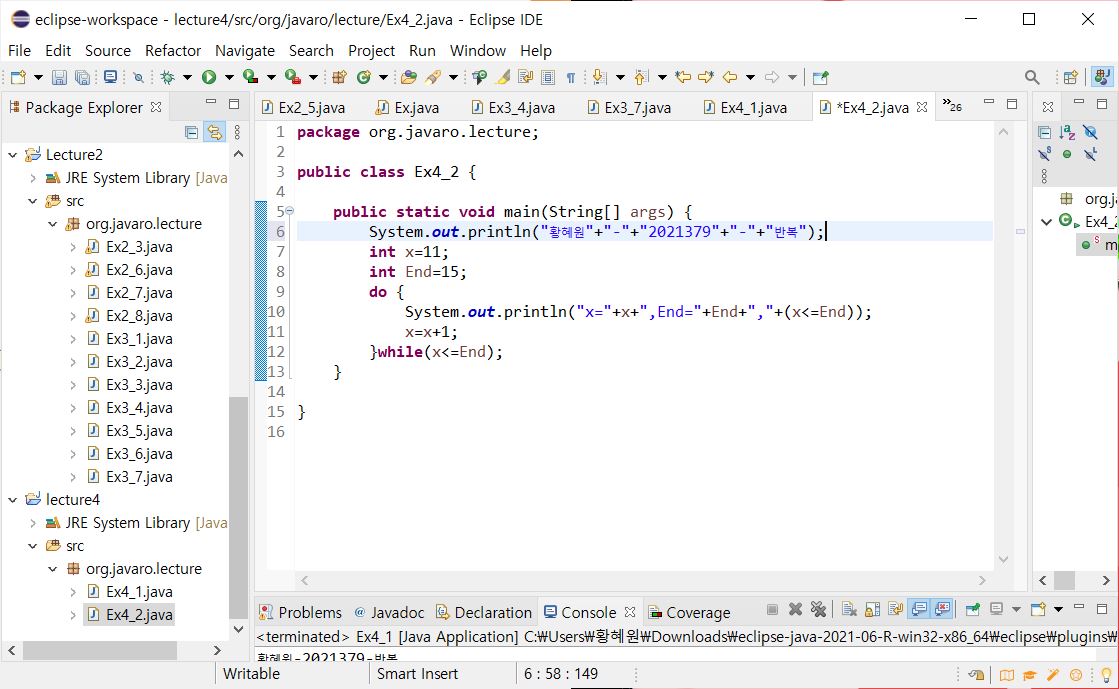 eclipse-workspace - lecture4/src/org/javaro/lecture/Ex4_2.java - Eclipse IDE
File Edit Source Refactor Navigate Search Project Run Window Help
Package Explorer
Ex2_5.java Ex.java Ex3_4.java Ex3_7.java Ex4_1.java *Ex4_2.java »26
Lecture2
JRE System Library [Java
src
org.javaro.lecture
Ex2_3.java
Ex2_6.java
Ex2_7.java
Ex2_8.java
Ex3_1.java
Ex3_2.java
Ex3_3.java
Ex3_4.java
Ex3_5.java
Ex3_6.java
Ex3_7.java
lecture4
JRE System Library [Java
src
org.javaro.lecture
Ex4_1.java
Ex4_2.java
1 package org.javaro.lecture;
2
3 public class Ex4_2 {
4
5 public static void main(String[] args) {
6 System.out.println("황혜원"+"-"+"2021379"+"-"+"반복");
7 int x=11;
8 int End=15;
9 do {
10 System.out.println("x="+x+",End="+End+","+(x<=End));
11 x=x+1;
12 }while(x<=End);
13 }
14
15 }
16
org.j
Ex4_2
m
Problems Javadoc Declaration Console Coverage
<terminated> Ex4_1 [Java Application] C:₩Users₩황혜원₩Downloads₩eclipse-java-2021-06-R-win32-x86_64₩eclipse₩plugins₩
황혜원-2021379-반복
Writable Smart Insert 6 : 58 : 149